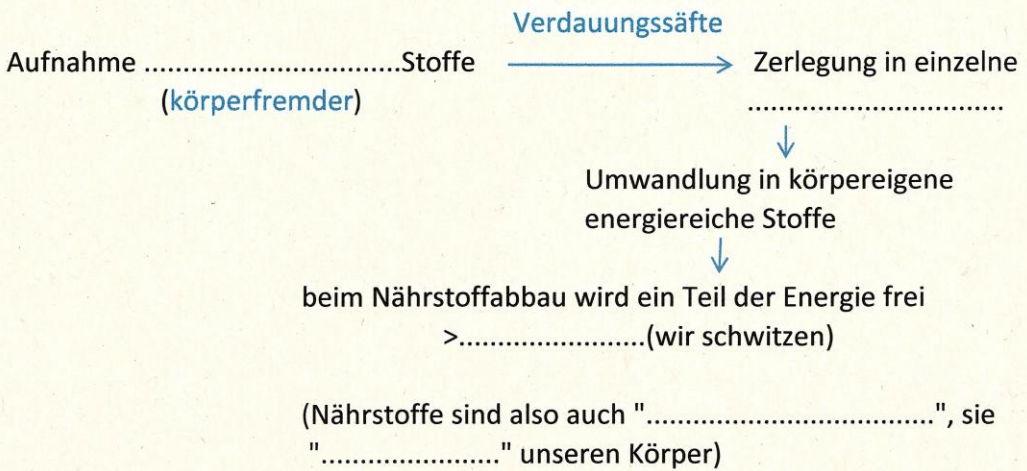 Verdauungssäfte
Aufnahme ................................Stoffe
Zerlegung in einzelne
(körperfremder)
................................
Umwandlung in körpereigene
energiereiche Stoffe
beim Nährstoffabbau wird ein Teil der Energie frei
>.......................(wir schwitzen)
(Nährstoffe sind also auch "....................................", sie
"......................" unseren Körper)